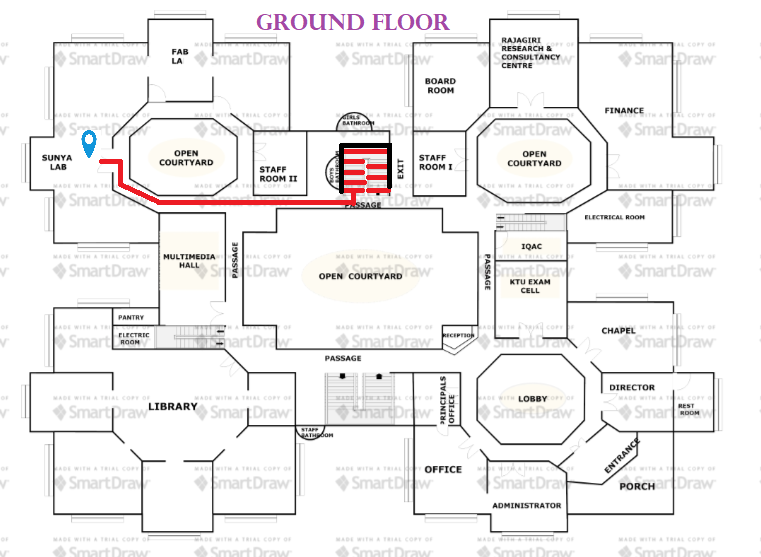 GROUND FLOOR
FAB
LA
RAJAGIRI
RESEARCH &
CONSULTANCY
CENTRE
BOARD
ROOM
FINANCE
GIRLS
BATHROOM
SUNYA
LAB
OPEN
COURTYARD
STAFF
ROOM II
BOYS
BATHROOM
EXIT
STAFF
ROOM I
OPEN
COURTYARD
PASSAGE
ELECTRICAL ROOM
MULTIMEDIA
HALL
PASSAGE
OPEN COURTYARD
PASSAGE
IQAC
KTU EXAM
CELL
PANTRY
ELECTRIC
ROOM
RECEPTION
CHAPEL
PASSAGE
LIBRARY
PRINCIPALS
OFFICE
LOBBY
DIRECTOR
REST
ROOM
STAFF
BATHROOM
OFFICE
ENTRANCE
PORCH
ADMINISTRATOR
MADE WITH A TRIAL COPY OF
SmartDraw